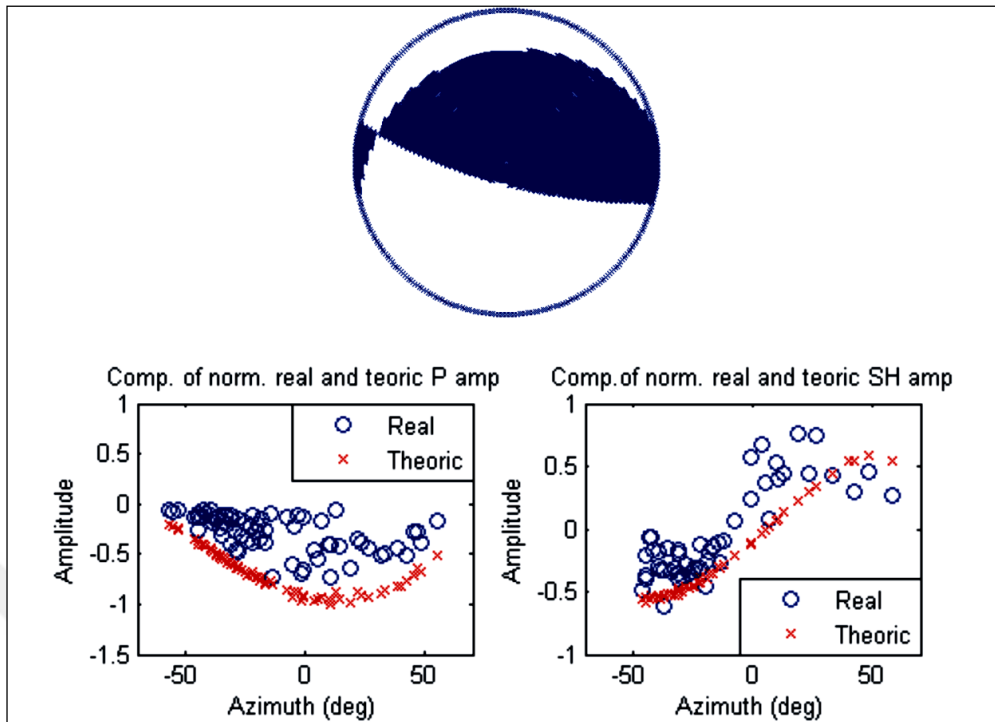 Comp. of norm. real and teoric P amp
1
0.5
0
-0.5
-1
-1.5
Amplitude
Real
Theoric
-50
0
50
Azimuth (deg)
Comp.of norm. real and teoric SH amp
1
0.5
0
-0.5
-1
Amplitude
Real
Theoric
-50
0
50
Azimuth (deg)